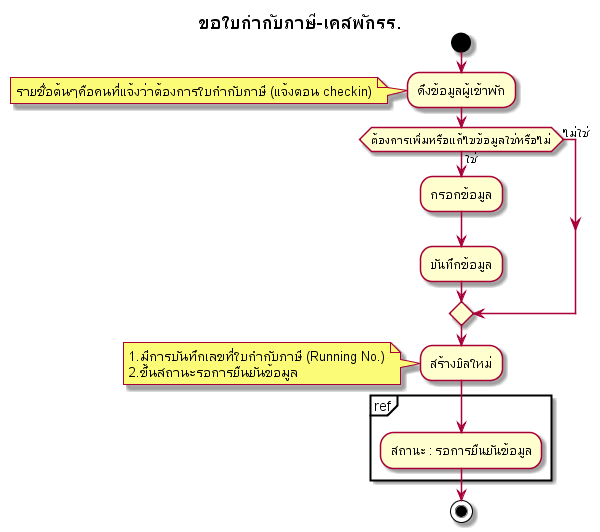 ขอใบกำกับภาษี-เคสพักรร.
รายชื่อต้นๆคือคนที่แจ้งว่าต้องการใบกำกับภาษี (แจ้งตอน checkin)
ดึงข้อมูลผู้เข้าพัก
ต้องการเพิ่มหรือแก้ไขข้อมูลใช่หรือไม่
ไม่ใช่
ใช่
กรอกข้อมูล
บันทึกข้อมูล
1.มีการบันทึกเลขที่ใบกำกับภาษี (Running No.)
2.ขึ้นสถานะรอการยืนยันข้อมูล
สร้างบิลใหม่
ref
สถานะ : รอการยืนยันข้อมูล